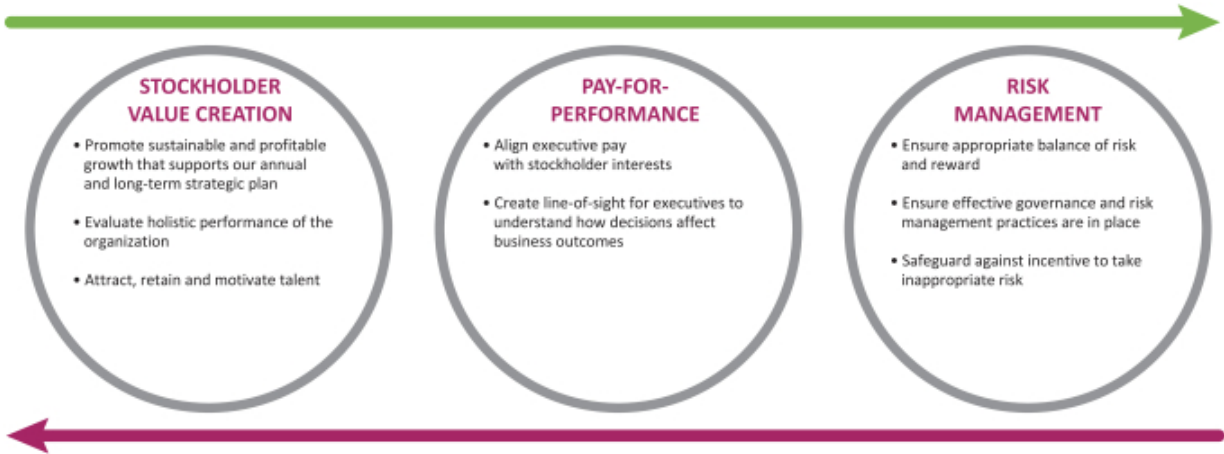 STOCKHOLDER
VALUE CREATION
• Promote sustainable and profitable
growth that supports our annual
and long-term strategic plan
• Evaluate holistic performance of the
organization
• Attract, retain and motivate talent
PAY-FOR-
PERFORMANCE
• Align executive pay
with stockholder interests
• Create line-of-sight for executives to
understand how decisions affect
business outcomes
RISK
MANAGEMENT
• Ensure appropriate balance of risk
and reward
• Ensure effective governance and risk
management practices are in place
• Safeguard against incentive to take
inappropriate risk